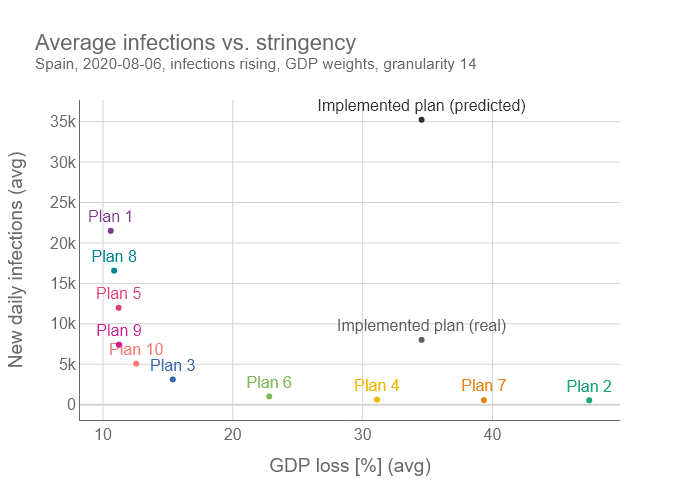 Average infections vs. stringency
Spain, 2020-08-06, infections rising, GDP weights, granularity 14
Implemented plan (predicted)
35k
30k
25k
Plan 1
20k
Plan 8
15k
Plan 5
10k
Plan 9
Implemented plan (real)
Plan 10
5k
Plan 3
Plan 6
Plan 4
Plan 7
Plan 2
0
10
20
30
40
GDP loss [%] (avg)
New daily infections (avg)